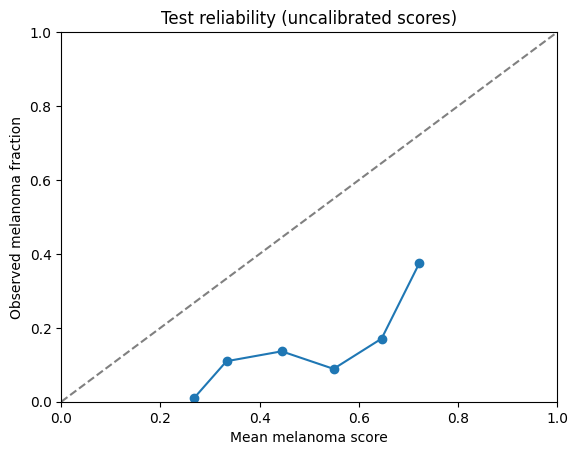 Test reliability (uncalibrated scores)
1.0
0.8
0.6
0.4
0.2
0.0
Observed melanoma fraction
0.0 0.2 0.4 0.6 0.8 1.0
Mean melanoma score